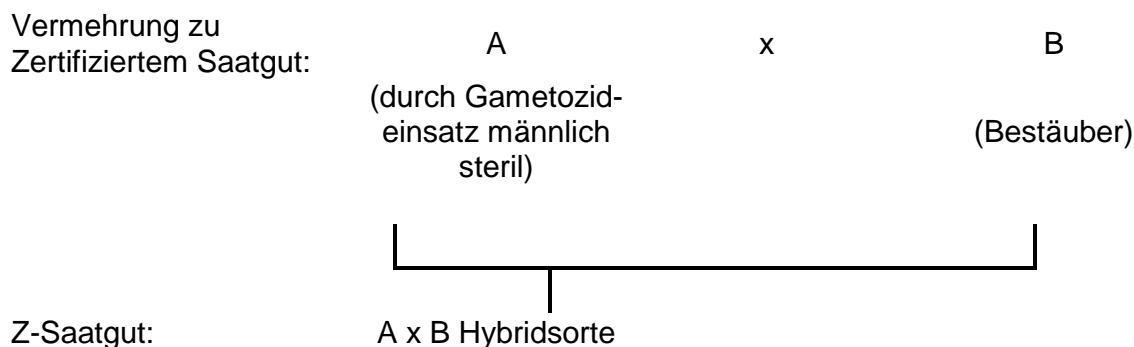 Vermehrung zu
Zertifiziertem Saatgut:
A x B
(durch Gametozid-
einsatz männlich
steril)
(Bestäuber)
Z-Saatgut: A x B Hybridsorte